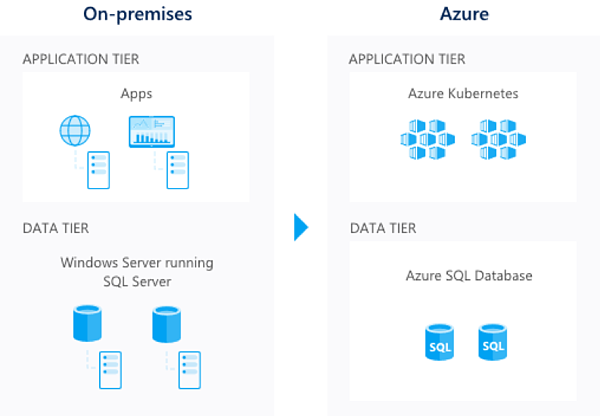 On-premises
APPLICATION TIER
Apps
DATA TIER
Windows Server running
SQL Server
Azure
APPLICATION TIER
Azure Kubernetes
DATA TIER
Azure SQL Database
SQL
SQL